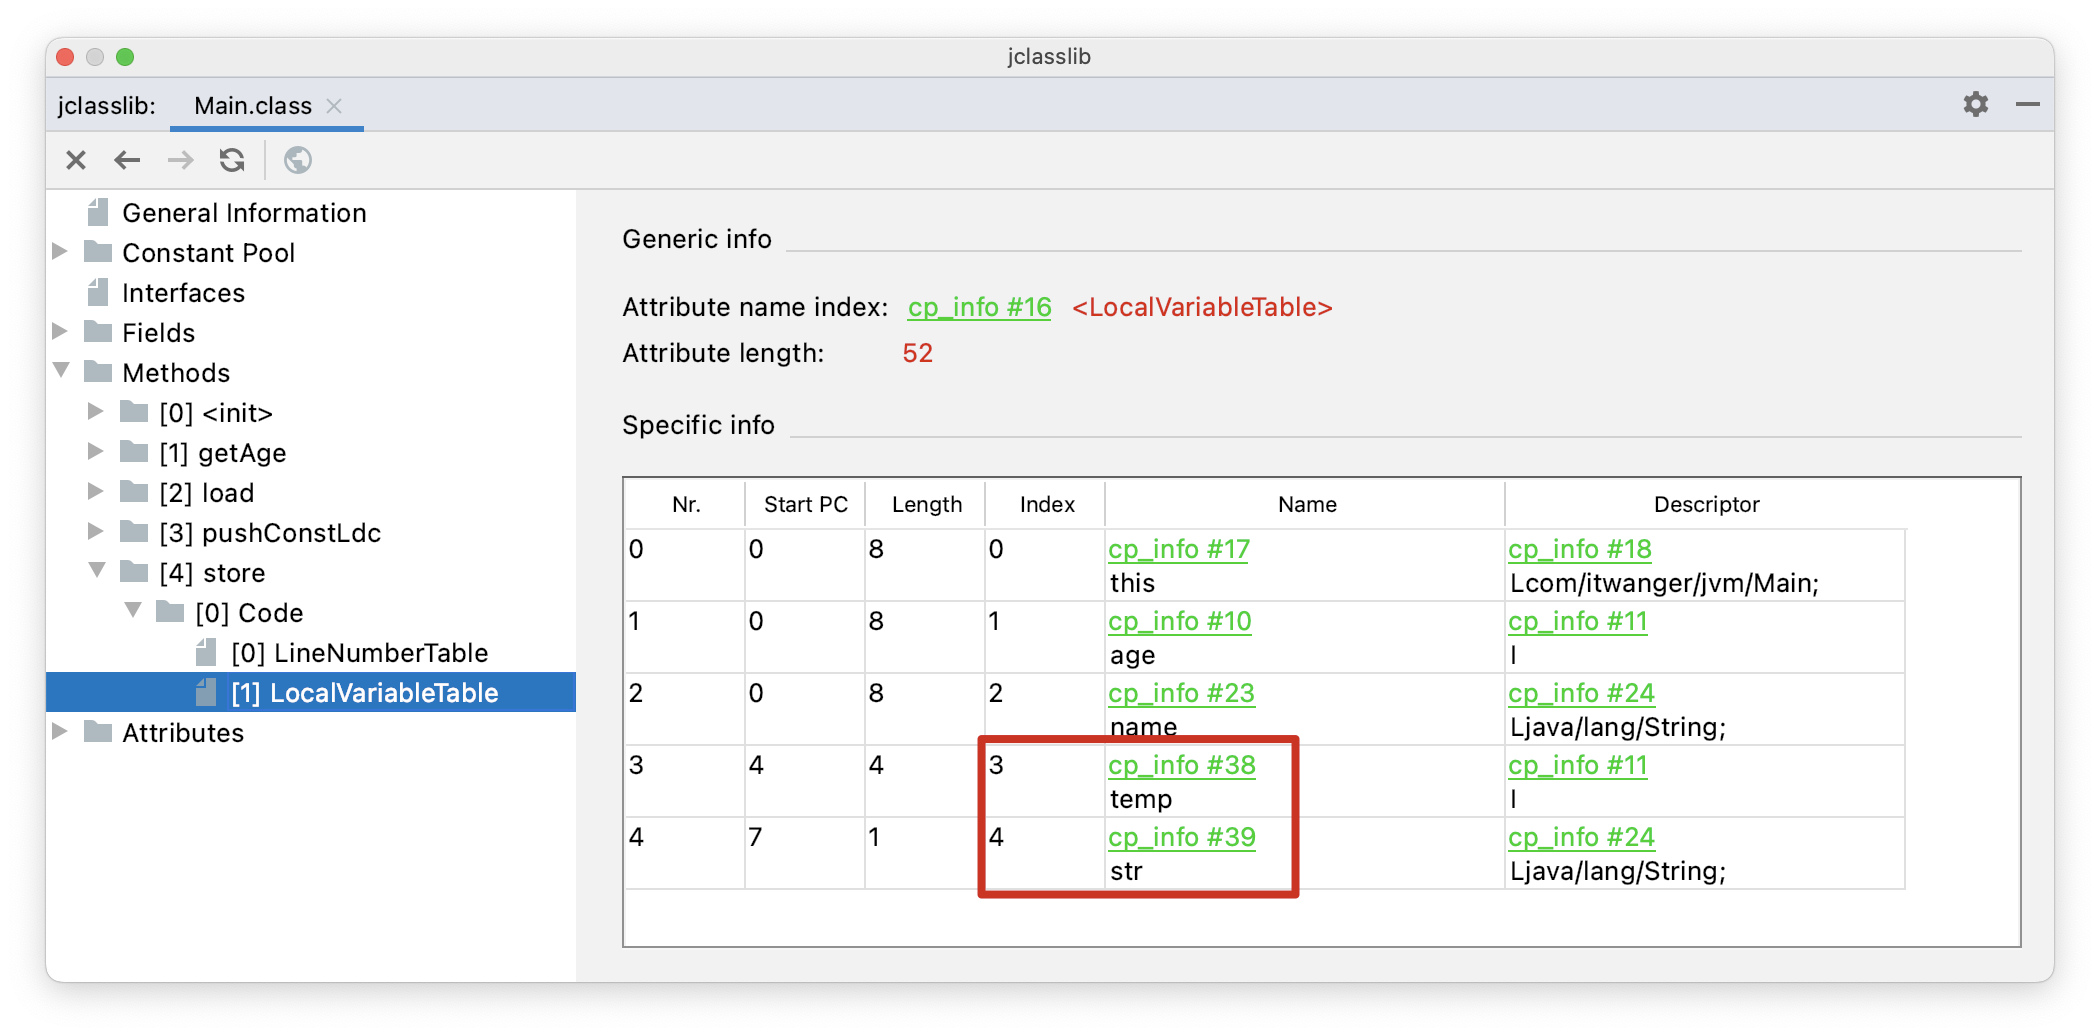 jclasslib
jclasslib: Main.class
General Information
Constant Pool
Interfaces
Fields
Methods
[0] <init>
[1] getAge
[2] load
[3] pushConstLdc
[4] store
[0] Code
[0] LineNumberTable
[1] LocalVariableTable
Attributes
Generic info
Attribute name index: cp_info #16 <LocalVariableTable>
Attribute length: 52
Specific info
Nr. Start PC Length Index Name Descriptor
0 0 8 0 cp_info #17 cp_info #18
this Lcom/itwanger/jvm/Main;
1 0 8 1 cp_info #10 cp_info #11
age I
2 0 8 2 cp_info #23 cp_info #24
name Ljava/lang/String;
3 4 4 3 cp_info #38 cp_info #11
temp I
4 7 1 4 cp_info #39 cp_info #24
str Ljava/lang/String;